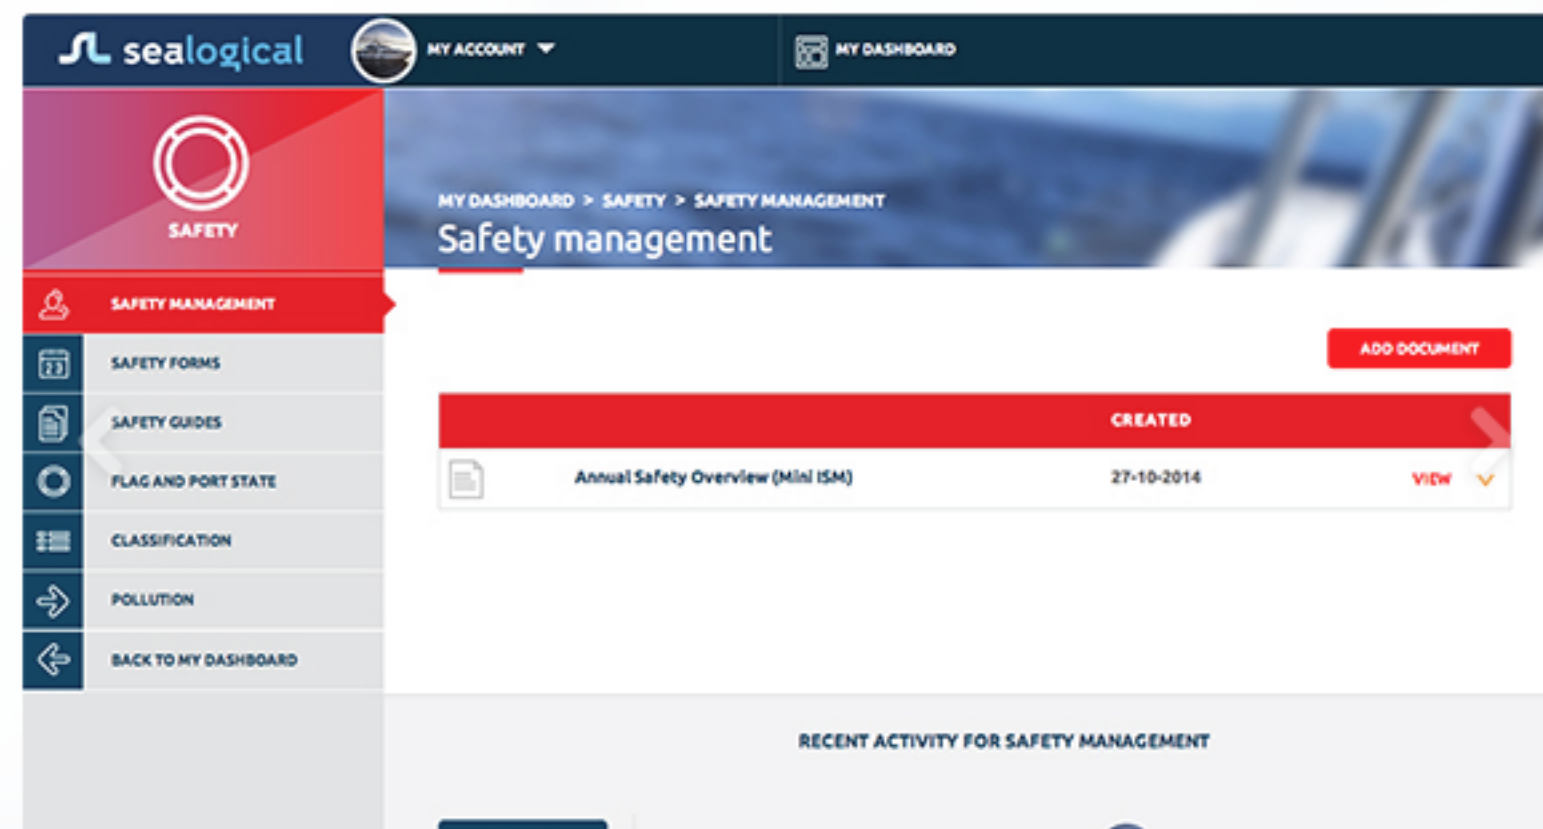 sealogical
MY ACCOUNT
MY DASHBOARD
SAFETY
MY DASHBOARD > SAFETY > SAFETY MANAGEMENT
Safety management
SAFETY MANAGEMENT
SAFETY FORMS
23
SAFETY GUIDES
FLAG AND PORT STATE
CLASSIFICATION
POLLUTION
BACK TO MY DASHBOARD
ADD DOCUMENT
CREATED
Annual Safety Overview (Mini ISM) 27-10-2014 VIEW
RECENT ACTIVITY FOR SAFETY MANAGEMENT